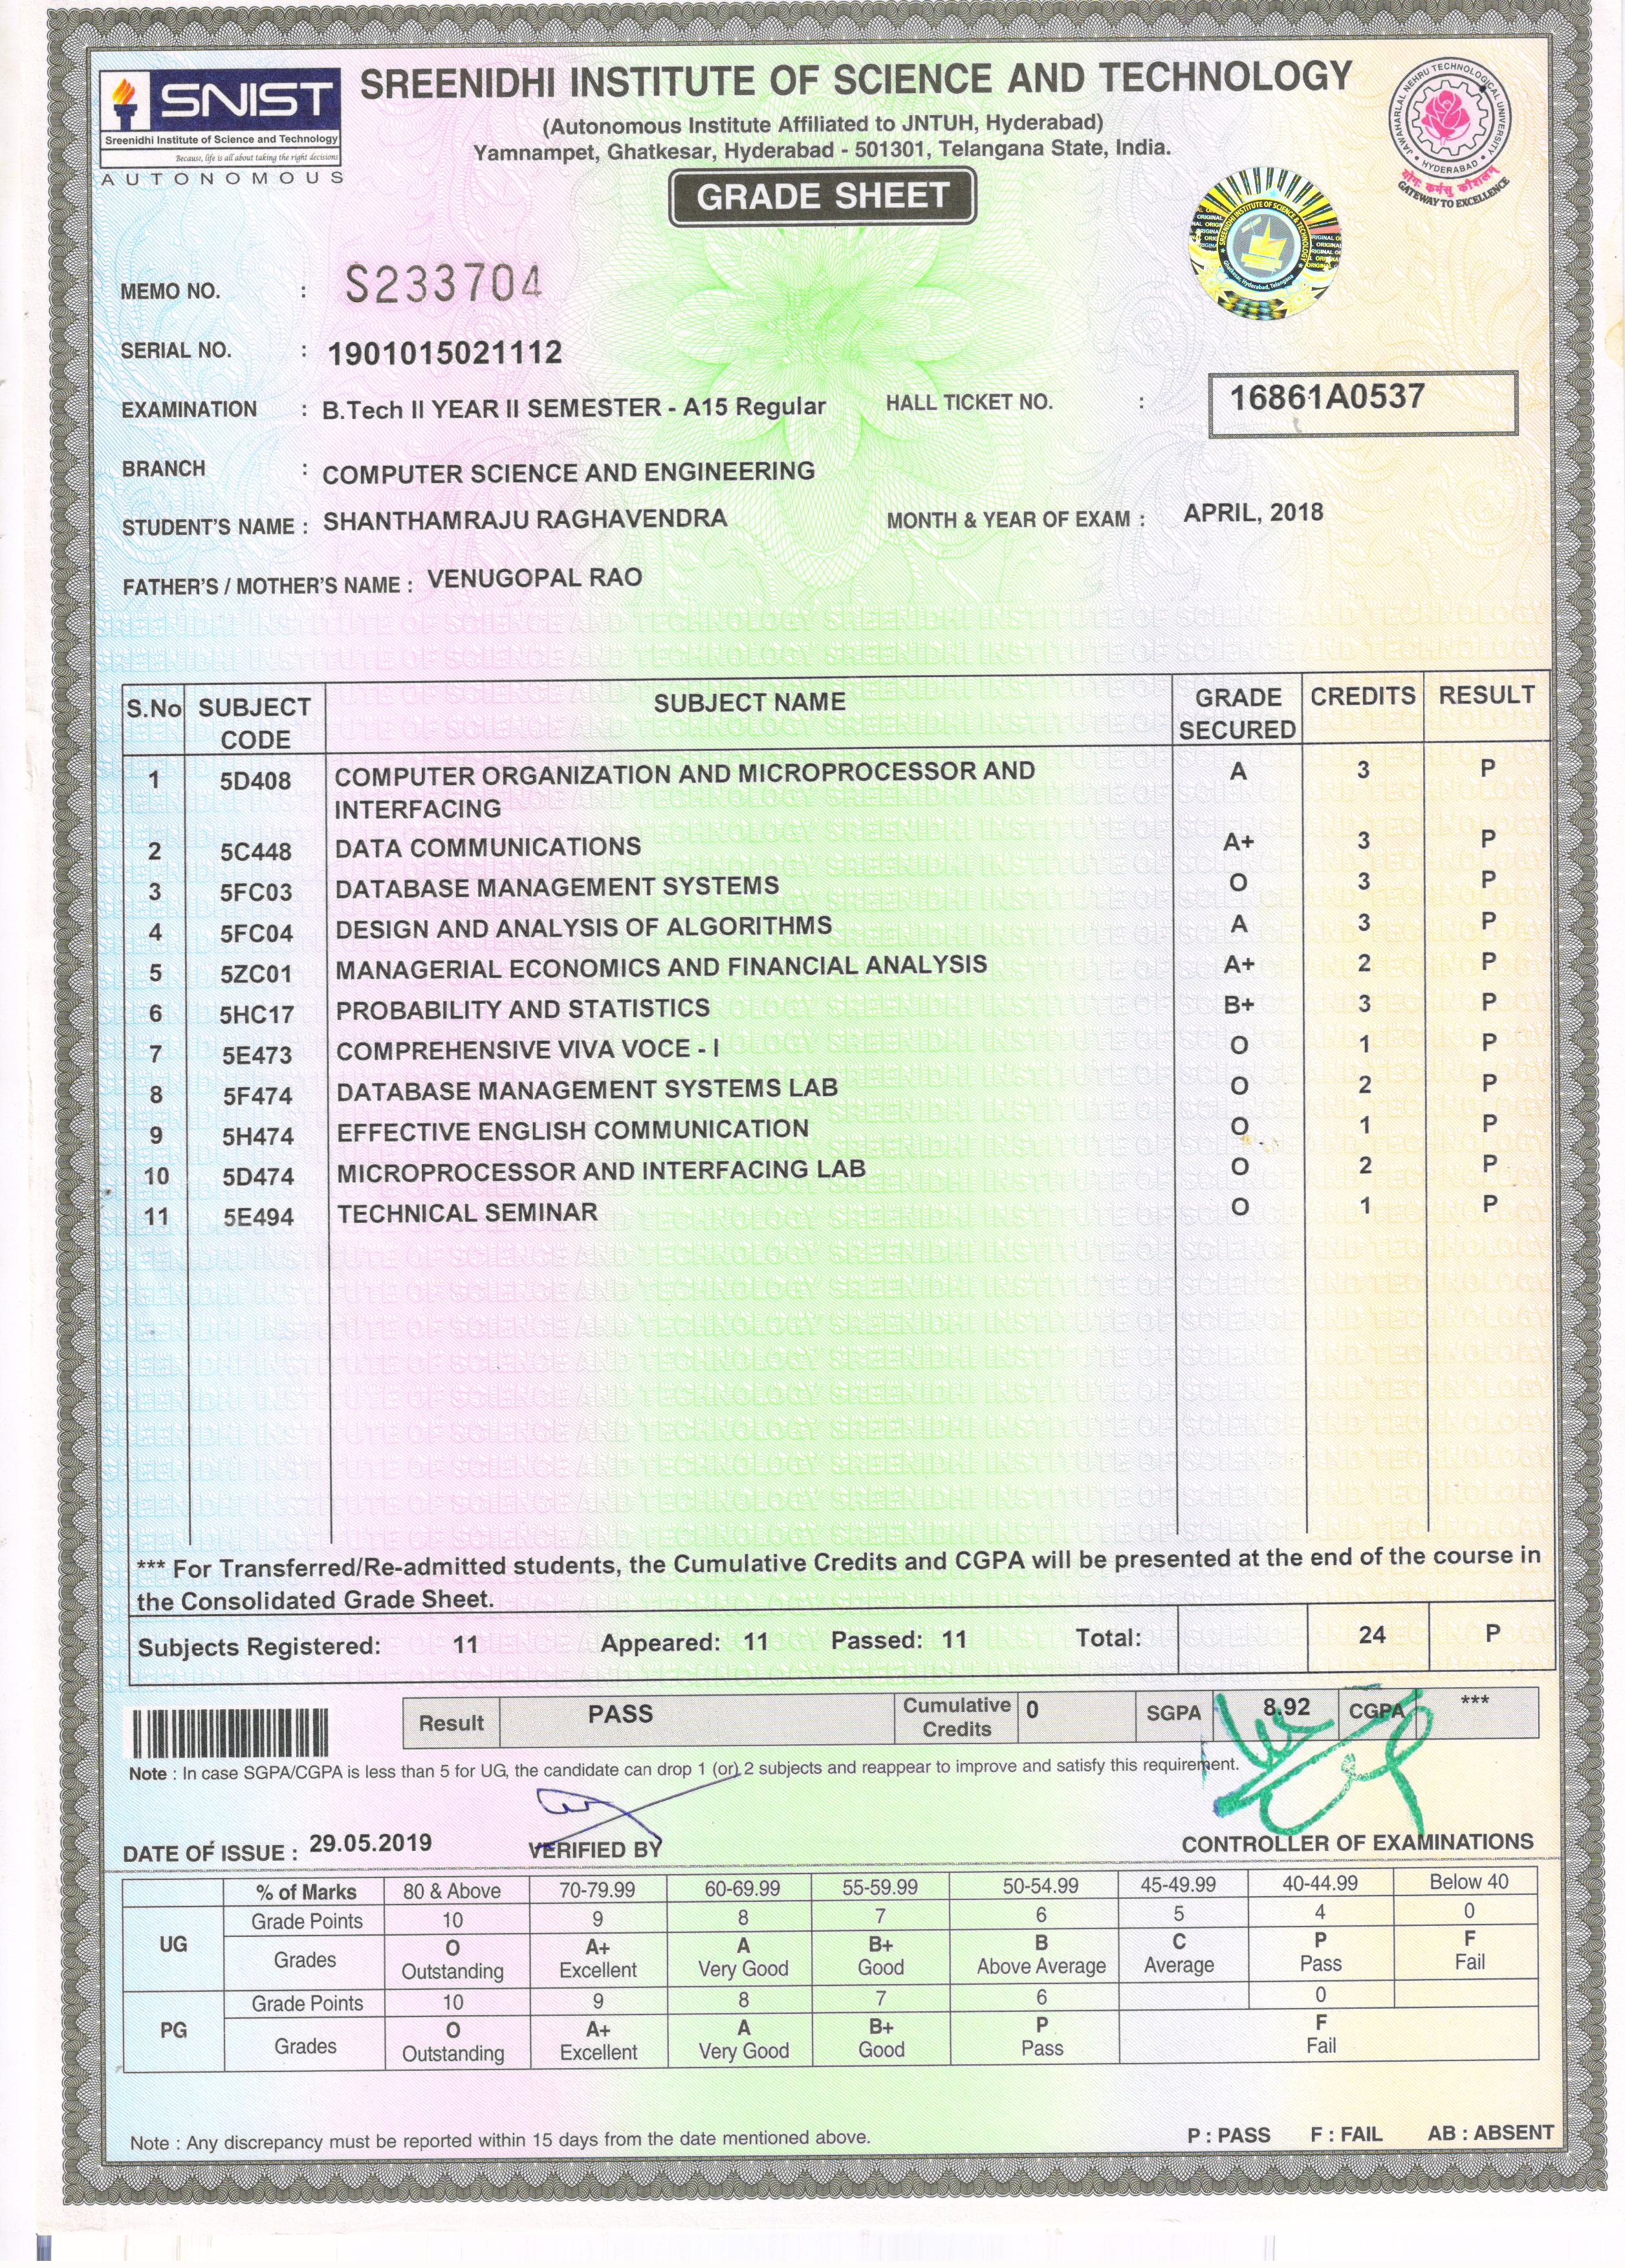 SNIST
Sreenidhi Institute of Science and Technology
Because, life is all about taking the right decisions
AUTONOMOUS
SREENIDHI INSTITUTE OF SCIENCE AND TECHNOLOGY
(Autonomous Institute Affiliated to JNTUH, Hyderabad)
Yamnampet, Ghatkesar, Hyderabad - 501301, Telangana State, India.
GRADE SHEET
JAWAHARLAL NEHRU TECHNOLOGICAL UNIVERSITY
HYDERABAD
योगः कर्मसु कौशलम्
GATEWAY TO EXCELLENCE
SREENIDHI INSTITUTE OF SCIENCE & TECHNOLOGY
Ghatkesar, Hyderabad, Telangana
MEMO NO. : S233704
SERIAL NO. : 1901015021112
EXAMINATION : B.Tech II YEAR II SEMESTER - A15 Regular HALL TICKET NO. : 16861A0537
BRANCH : COMPUTER SCIENCE AND ENGINEERING
STUDENT'S NAME : SHANTHAMRAJU RAGHAVENDRA MONTH & YEAR OF EXAM : APRIL, 2018
FATHER'S / MOTHER'S NAME : VENUGOPAL RAO
S.No SUBJECT CODE SUBJECT NAME GRADE SECURED CREDITS RESULT
1 5D408 COMPUTER ORGANIZATION AND MICROPROCESSOR AND A 3 P
INTERFACING
2 5C448 DATA COMMUNICATIONS A+ 3 P
3 5FC03 DATABASE MANAGEMENT SYSTEMS O 3 P
4 5FC04 DESIGN AND ANALYSIS OF ALGORITHMS A 3 P
5 5ZC01 MANAGERIAL ECONOMICS AND FINANCIAL ANALYSIS A+ 2 P
6 5HC17 PROBABILITY AND STATISTICS B+ 3 P
7 5E473 COMPREHENSIVE VIVA VOCE - I O 1 P
8 5F474 DATABASE MANAGEMENT SYSTEMS LAB O 2 P
9 5H474 EFFECTIVE ENGLISH COMMUNICATION O 1 P
10 5D474 MICROPROCESSOR AND INTERFACING LAB O 2 P
11 5E494 TECHNICAL SEMINAR O 1 P
*** For Transferred/Re-admitted students, the Cumulative Credits and CGPA will be presented at the end of the course in
the Consolidated Grade Sheet.
Subjects Registered: 11 Appeared: 11 Passed: 11 Total: 24 P
Result PASS Cumulative Credits 0 SGPA 8.92 CGPA ***
Note : In case SGPA/CGPA is less than 5 for UG, the candidate can drop 1 (or) 2 subjects and reappear to improve and satisfy this requirement.
DATE OF ISSUE : 29.05.2019 VERIFIED BY CONTROLLER OF EXAMINATIONS
% of Marks 80 & Above 70-79.99 60-69.99 55-59.99 50-54.99 45-49.99 40-44.99 Below 40
UG Grade Points 10 9 8 7 6 5 4 0
Grades O A+ A B+ B C P F
Outstanding Excellent Very Good Good Above Average Average Pass Fail
PG Grade Points 10 9 8 7 6 0
Grades O A+ A B+ P F
Outstanding Excellent Very Good Good Pass Fail
Note : Any discrepancy must be reported within 15 days from the date mentioned above.
P : PASS F : FAIL AB : ABSENT